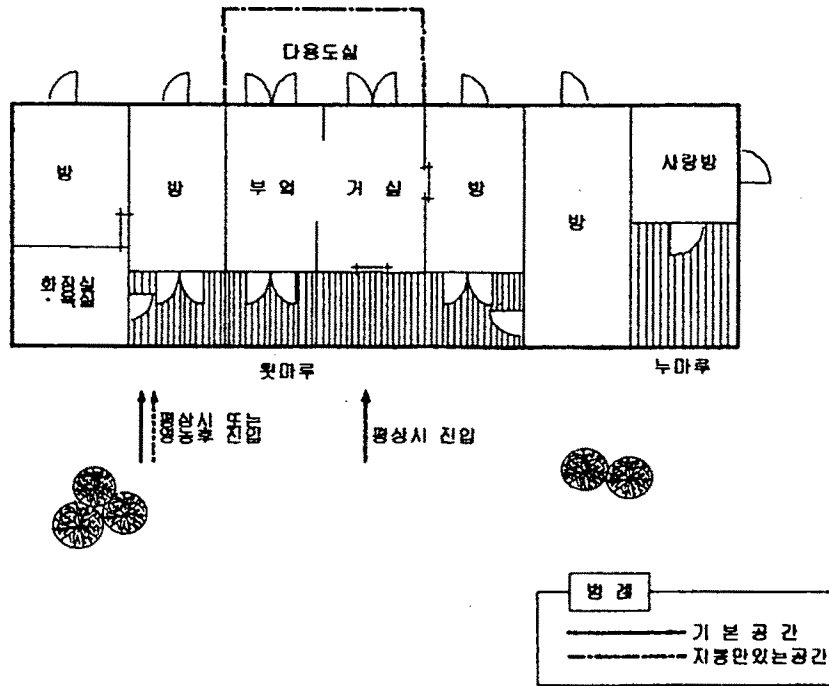 다용도실
방
방
부엌
거실
방
방
사랑방
화장실
·욕실
툇마루
누마루
평상시 또는
영농후 진입
평상시 진입
범례
기본공간
지붕만있는공간